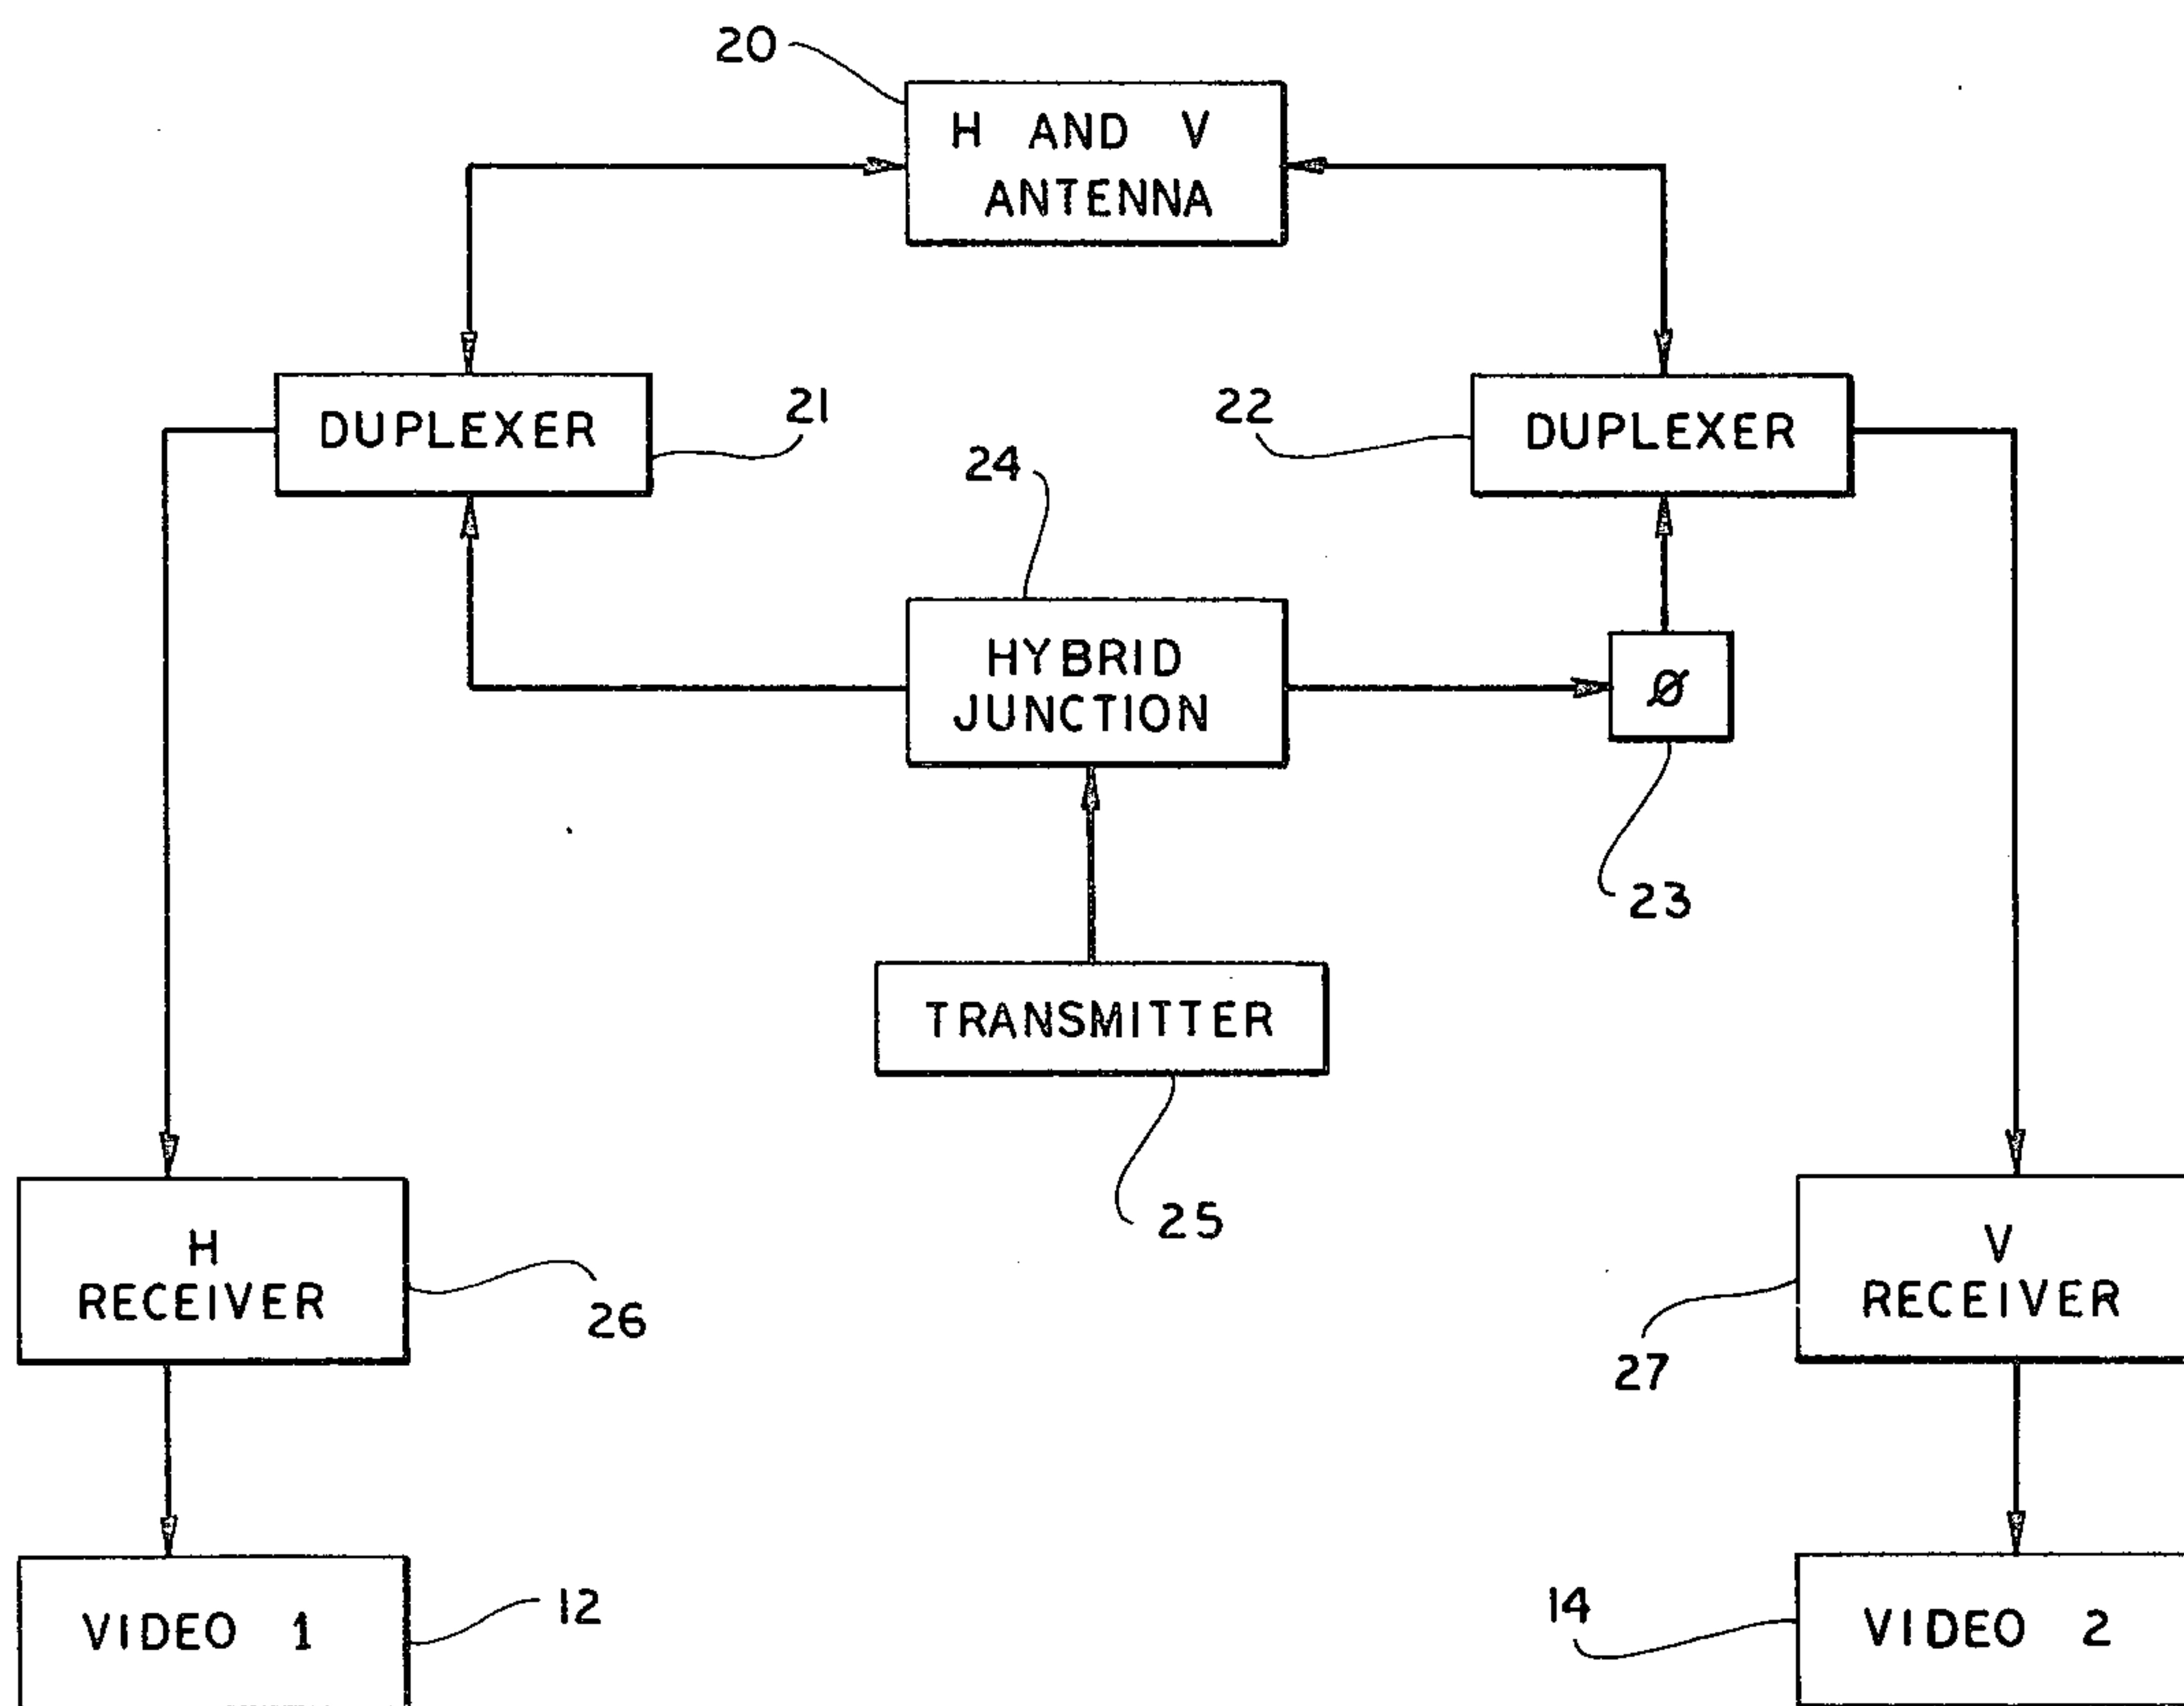 20
H AND V
ANTENNA
DUPLEXER
21
22
DUPLEXER
24
HYBRID
JUNCTION
Ø
23
TRANSMITTER
25
H
RECEIVER
26
V
RECEIVER
27
VIDEO 1
12
14
VIDEO 2